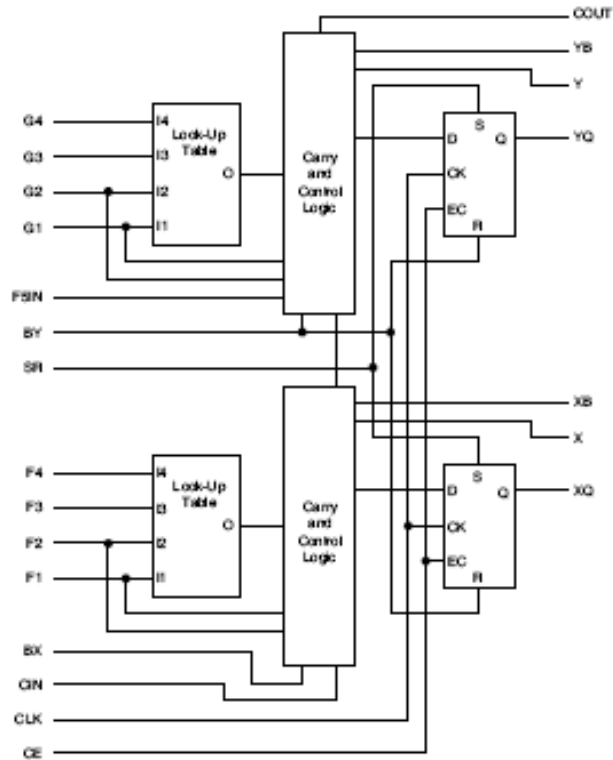 COUT
YB
Y
G4
G3
G2
G1
I4
I3
I2
I1
Look-Up
Table
O
Carry
and
Control
Logic
S
D
Q
CK
EC
R
YQ
F5IN
BY
SR
XB
X
F4
F3
F2
F1
I4
I3
I2
I1
Look-Up
Table
O
Carry
and
Control
Logic
S
D
Q
CK
EC
R
XQ
BX
CIN
CLK
CE